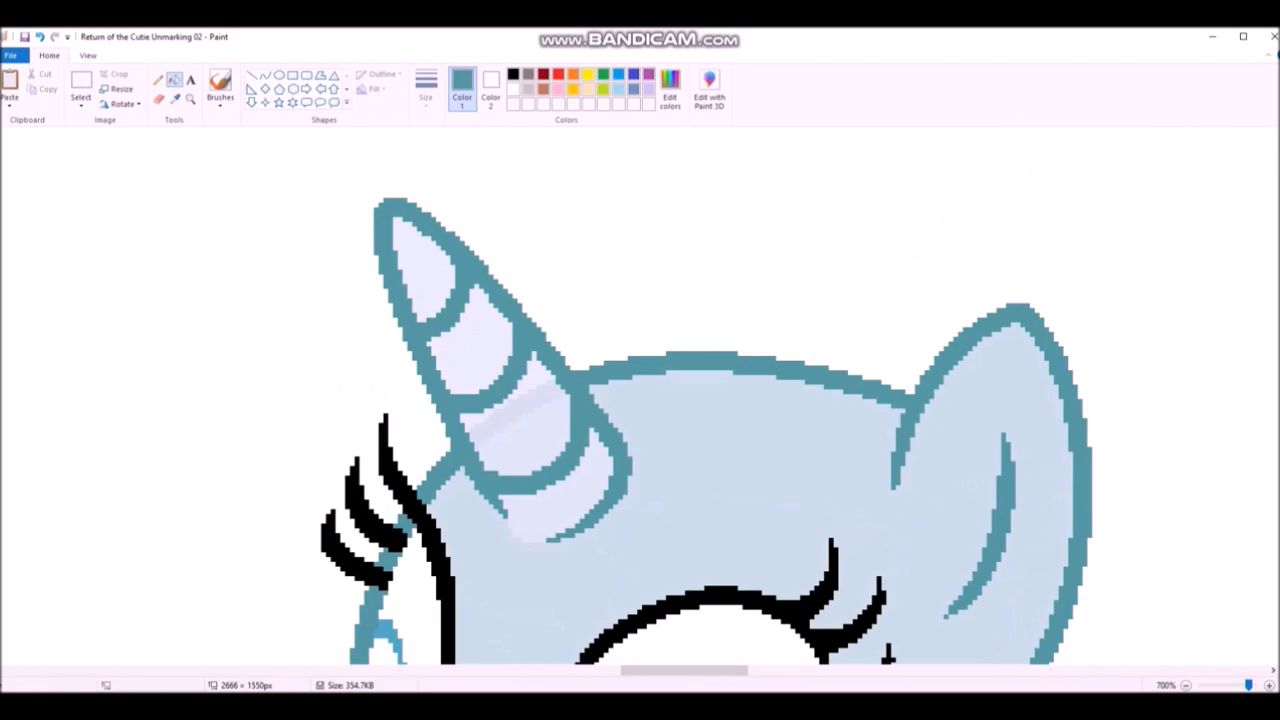 Return of the Cutie Unmarking 02 - Paint
www.BANDICAM.com
File Home View
Paste
Cut
Copy
Clipboard
Select
Crop
Resize
Rotate
Image
A
Tools
Brushes
Outline
Fill
Shapes
Size
Color
1
Color
2
Edit
colors
Edit with
Paint 3D
Colors
2666 × 1550px
Size: 354.7KB
700%